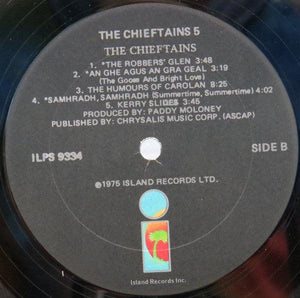 THE CHIEFTAINS 5
THE CHIEFTAINS
1. *THE ROBBERS' GLEN 3:48
2. *AN GHE AGUS AN GRA GEAL 3:19
(The Goose And Bright Love)
3. THE HUMOURS OF CAROLAN 8:25
4. *SAMHRADH, SAMHRADH (Summertime, Summertime) 4:02
5. KERRY SLIDES 3:45
PRODUCED BY: PADDY MOLONEY
PUBLISHED BY: CHRYSALIS MUSIC CORP. (ASCAP)
ILPS 9334
SIDE B
℗1975 ISLAND RECORDS LTD.
Island Records Inc.